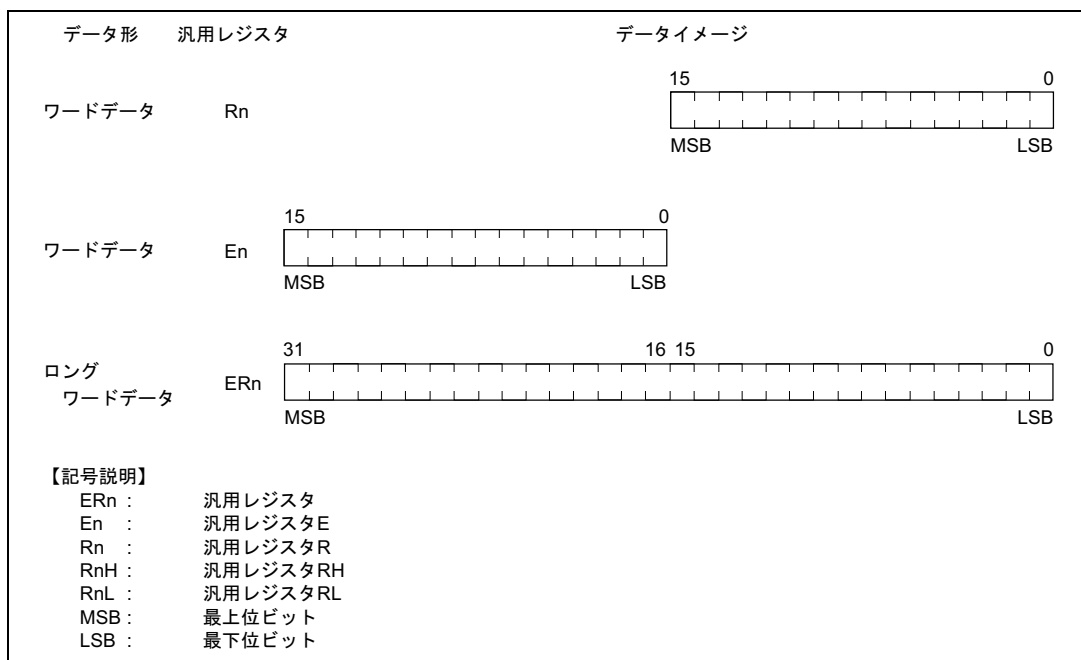 データ形 汎用レジスタ データイメージ
15 0
ワードデータ Rn
MSB LSB
15 0
ワードデータ En
MSB LSB
31 16 15 0
ロング
ワードデータ ERn
MSB LSB
【記号説明】
ERn : 汎用レジスタ
En : 汎用レジスタE
Rn : 汎用レジスタR
RnH : 汎用レジスタRH
RnL : 汎用レジスタRL
MSB : 最上位ビット
LSB : 最下位ビット